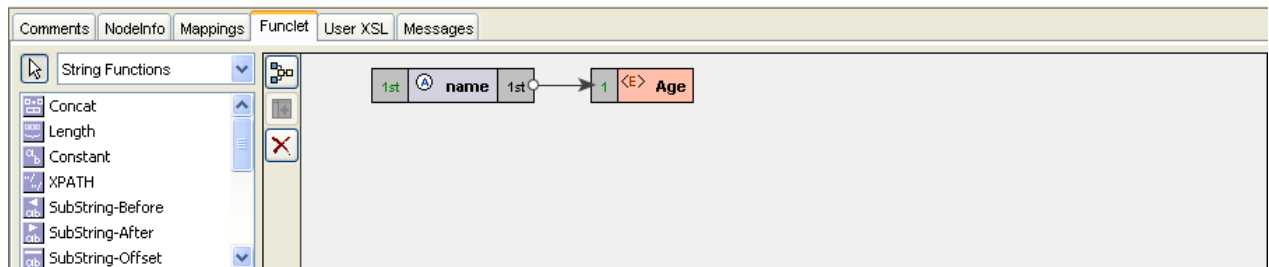 Comments NodeInfo Mappings Funclet User XSL Messages
String Functions
1st A name 1st 1 <E> Age
Concat
Length
Constant
XPATH
SubString-Before
SubString-After
SubString-Offset